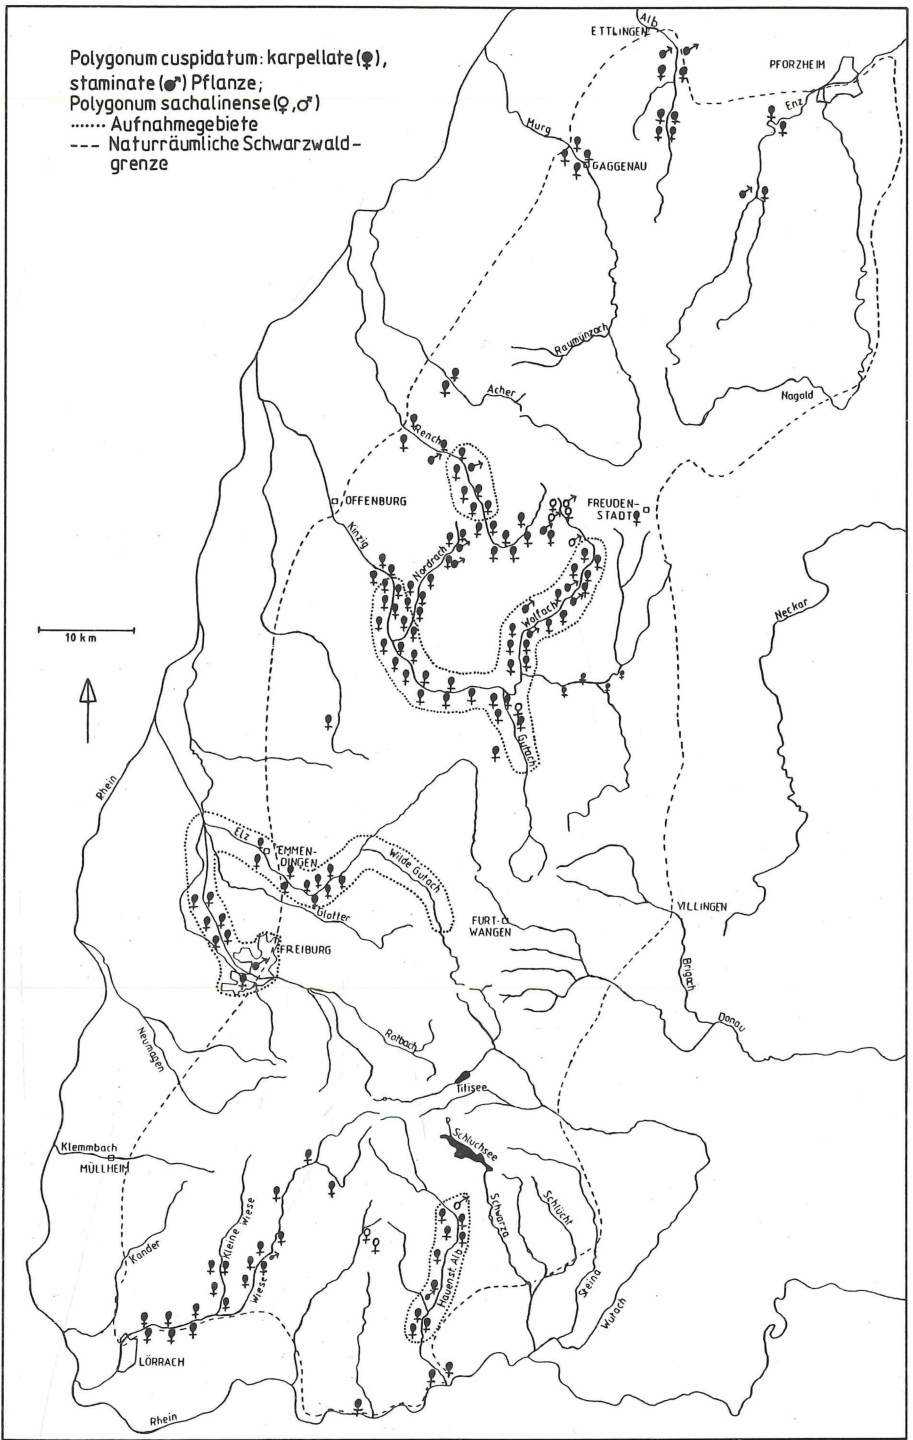 Polygonum cuspidatum: karpellate (♀),
staminate (♂) Pflanze;
Polygonum sachalinense (♀,♂)
....... Aufnahmegebiete
--- Naturräumliche Schwarzwald-
grenze
Alb
ETTLINGEN
PFORZHEIM
Enz
Murg
GAGGENAU
Raumünzach
Acher
Nagold
Rench
OFFENBURG
FREUDEN-
STADT
Kinzig
Nordrach
Wolfach
Neckar
10 km
Gutach
Rhein
Elz
EMMEN-
DINGEN
Wilde Gutach
Glotter
FURT-
WANGEN
VILLINGEN
FREIBURG
Brigach
Donau
Neumagen
Rotbach
Titisee
Klemmbach
MÜLLHEIM
Schluchsee
Schwarza
Schlücht
Kander
Kleine Wiese
Wiese
Hauenst. Alb
Steina
Wutach
LÖRRACH
Rhein